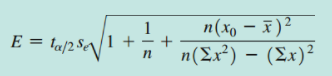 E = t_{α/2} s_e √(1 + 1/n + n(x₀ − x̄)² / (n(Σx²) − (Σx)²))